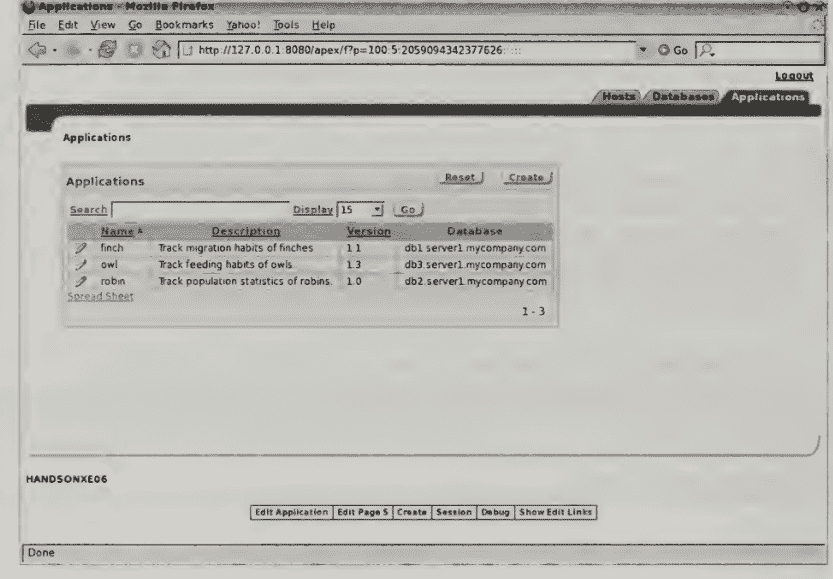 Applications - Mozilla Firefox
File Edit View Go Bookmarks Yahoo! Tools Help
http://127.0.0.1:8080/apex/f?p=100:5:2059094342377626::::: Go
Logout
Hosts Databases Applications
Applications
Applications Reset Create
Search Display 15 Go
Name Description Version Database
finch Track migration habits of finches 1.1 db1.server1.mycompany.com
owl Track feeding habits of owls. 1.3 db3.server1.mycompany.com
robin Track population statistics of robins. 1.0 db2.server1.mycompany.com
Spread Sheet
1 - 3
HANDSONXE06
Edit Application Edit Page 5 Create Session Debug Show Edit Links
Done